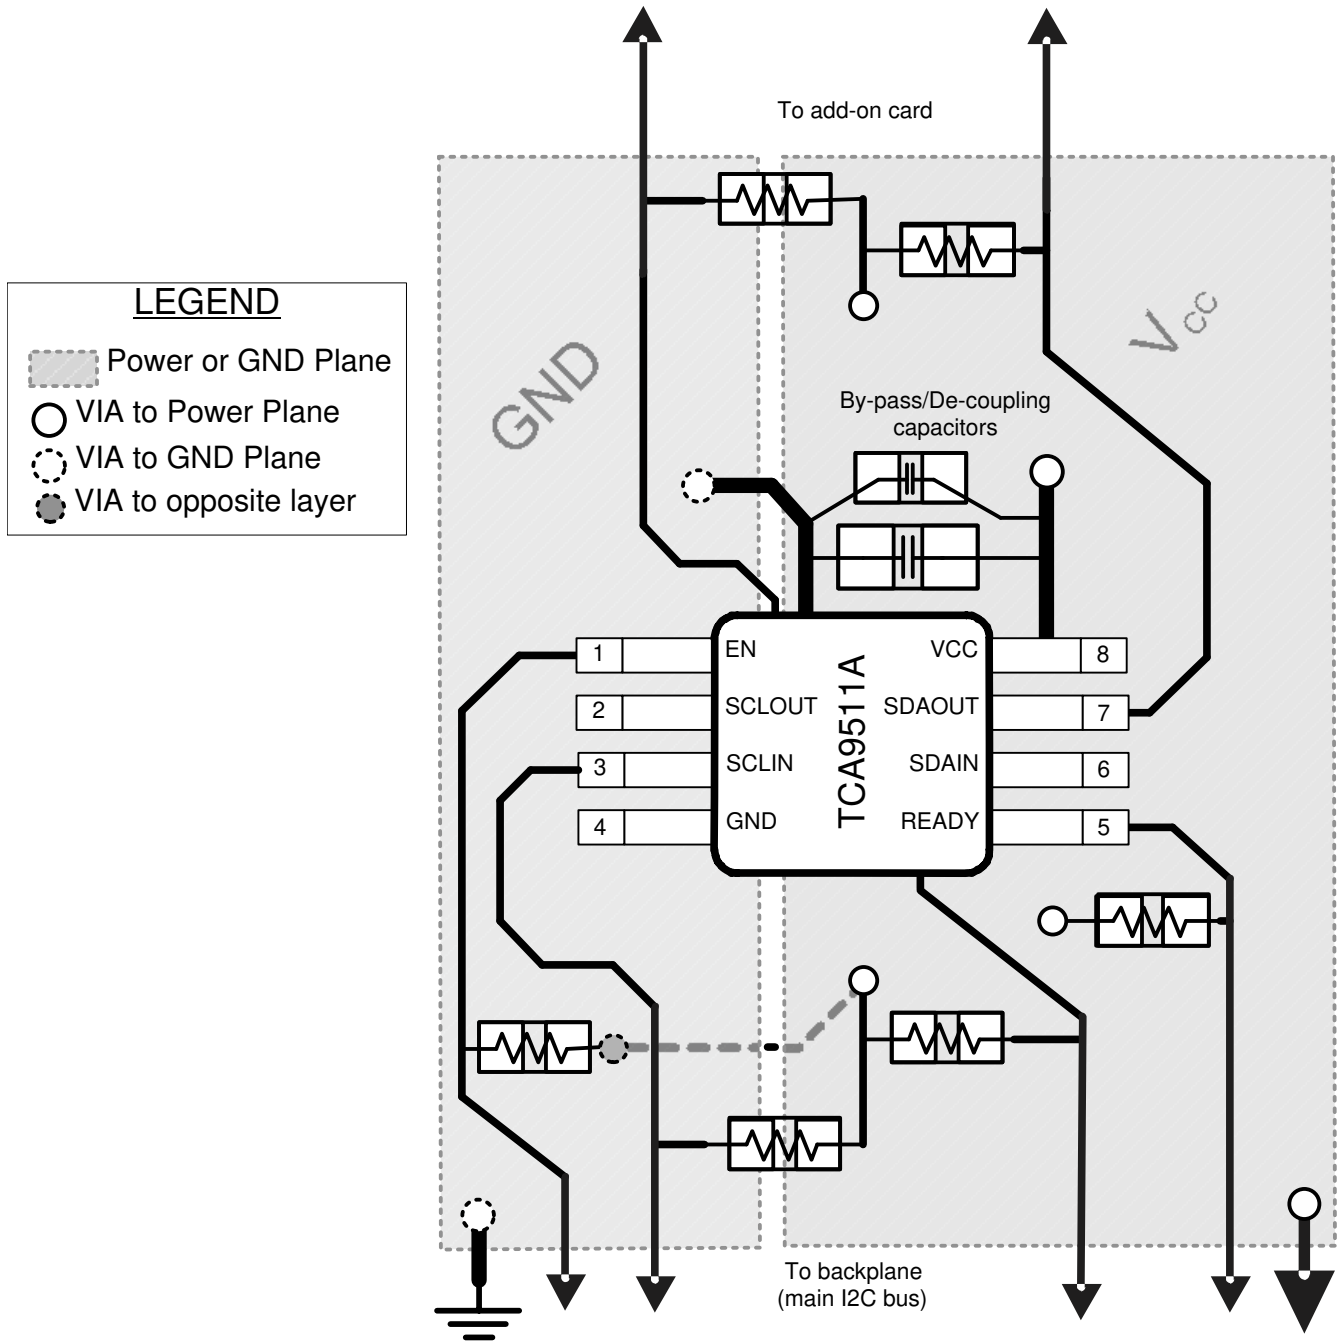 To add-on card
LEGEND
Power or GND Plane
VIA to Power Plane
VIA to GND Plane
VIA to opposite layer
GND
VCC
By-pass/De-coupling
capacitors
1 EN VCC 8
2 SCLOUT SDAOUT 7
3 SCLIN SDAIN 6
4 GND READY 5
TCA9511A
To backplane
(main I2C bus)